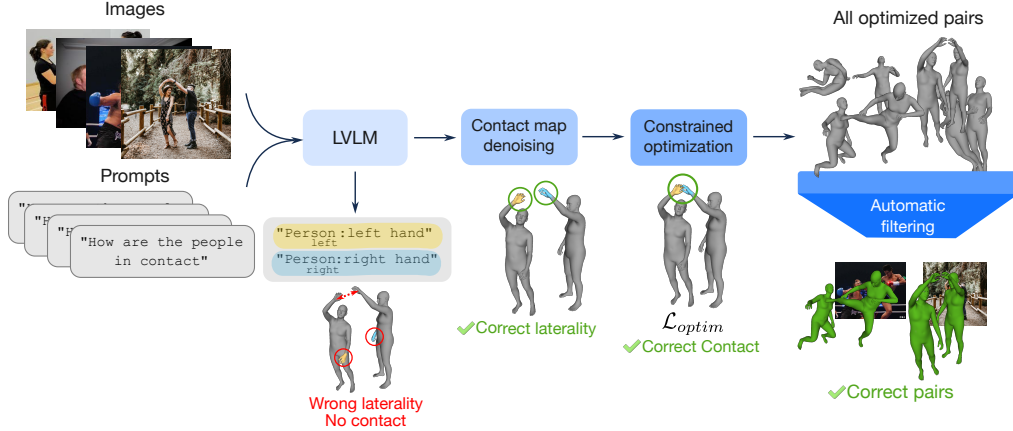 Images
Prompts
"How are the people
in contact"
LVLM
"Person:left hand"
left
"Person:right hand"
right
Wrong laterality
No contact
Contact map
denoising
Correct laterality
Constrained
optimization
ℒoptim
Correct Contact
All optimized pairs
Automatic
filtering
Correct pairs